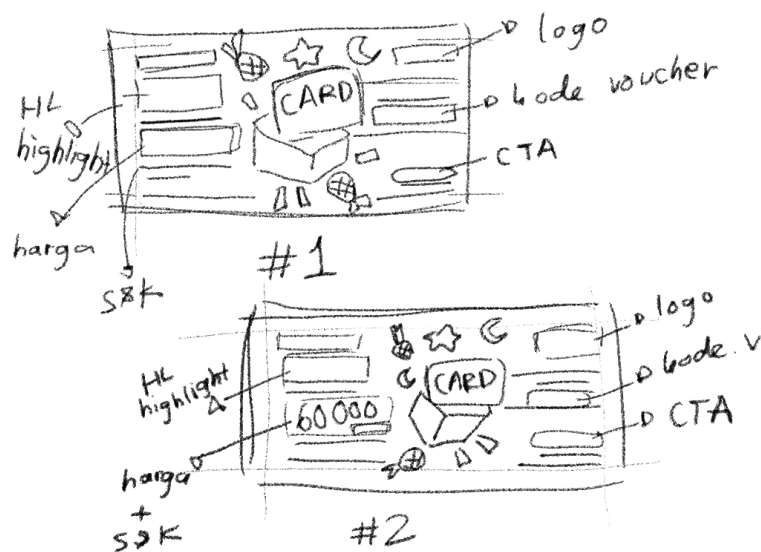 logo
CARD
HL
highlight
kode voucher
CTA
harga
S&K
#1
logo
HL
highlight
CARD
kode.v
60000
CTA
harga
+
S&K
#2